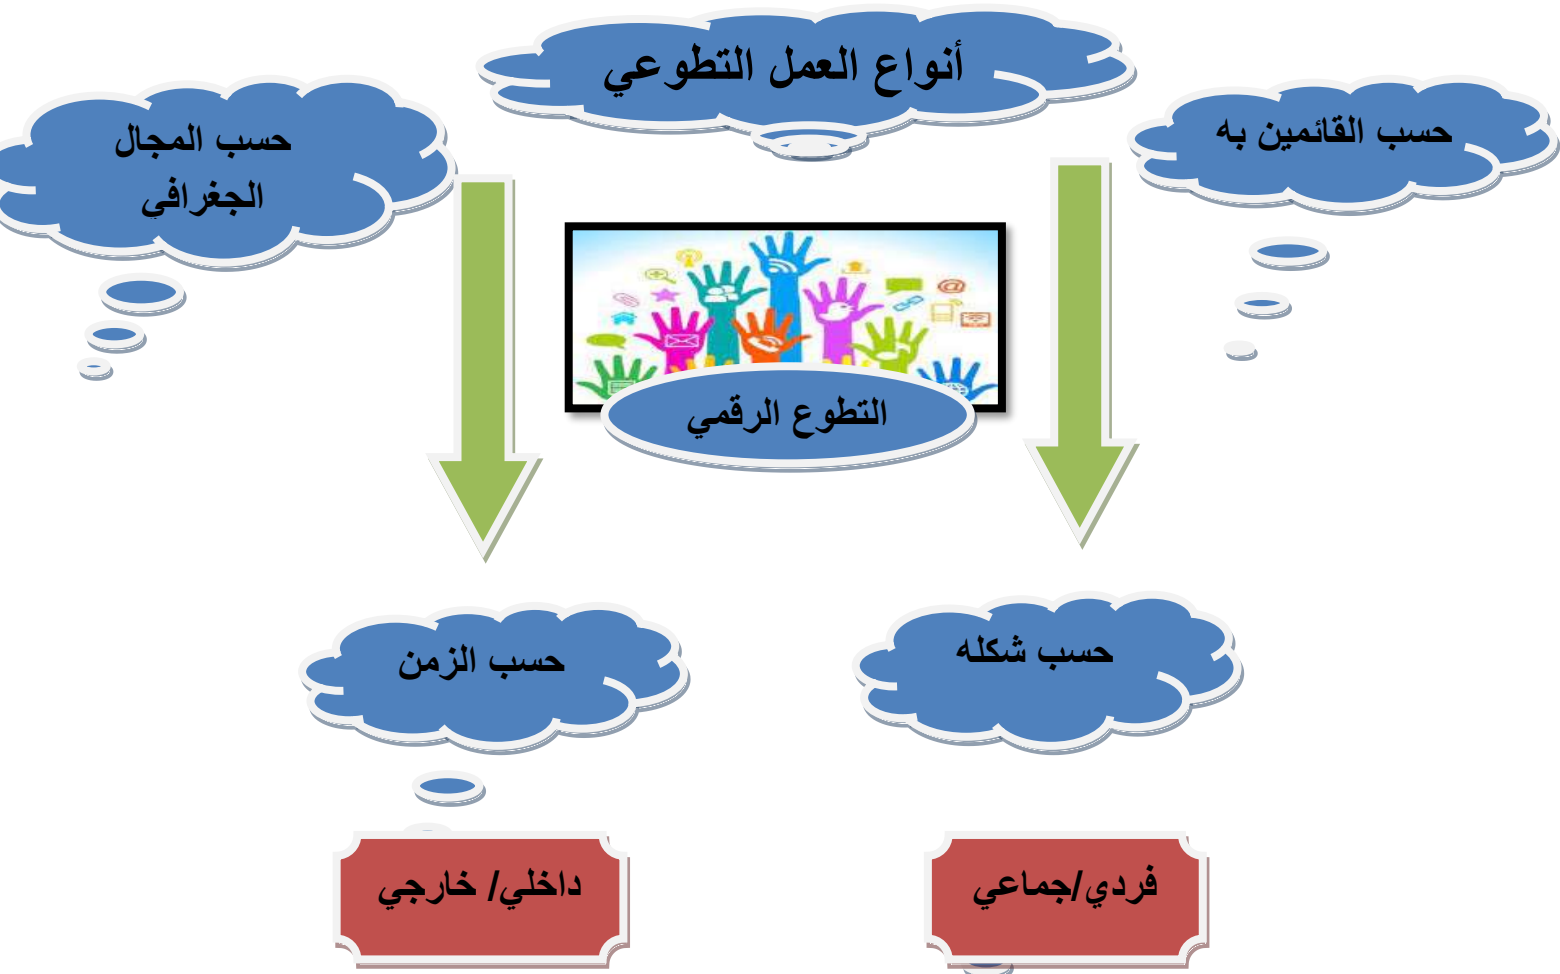 أنواع العمل التطوعي
حسب القائمين به
حسب المجال
الجغرافي
التطوع الرقمي
حسب شكله
حسب الزمن
فردي/جماعي
داخلي/ خارجي